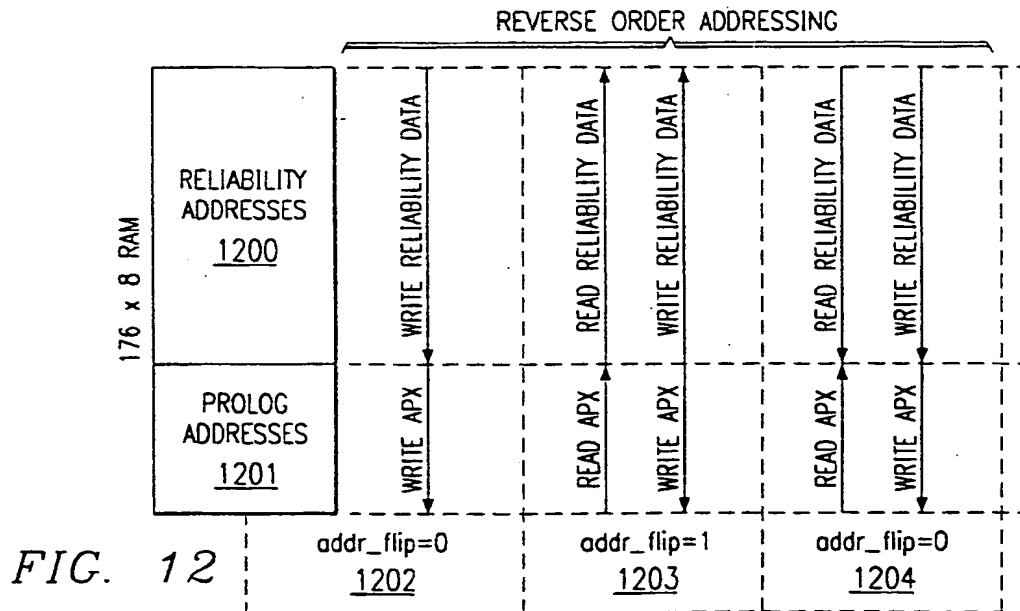 REVERSE ORDER ADDRESSING
176 x 8 RAM
RELIABILITY
ADDRESSES
1200
PROLOG
ADDRESSES
1201
WRITE RELIABILITY DATA
WRITE APX
READ RELIABILITY DATA
READ APX
WRITE RELIABILITY DATA
WRITE APX
READ RELIABILITY DATA
READ APX
WRITE RELIABILITY DATA
WRITE APX
addr_flip=0
1202
addr_flip=1
1203
addr_flip=0
1204
FIG. 12